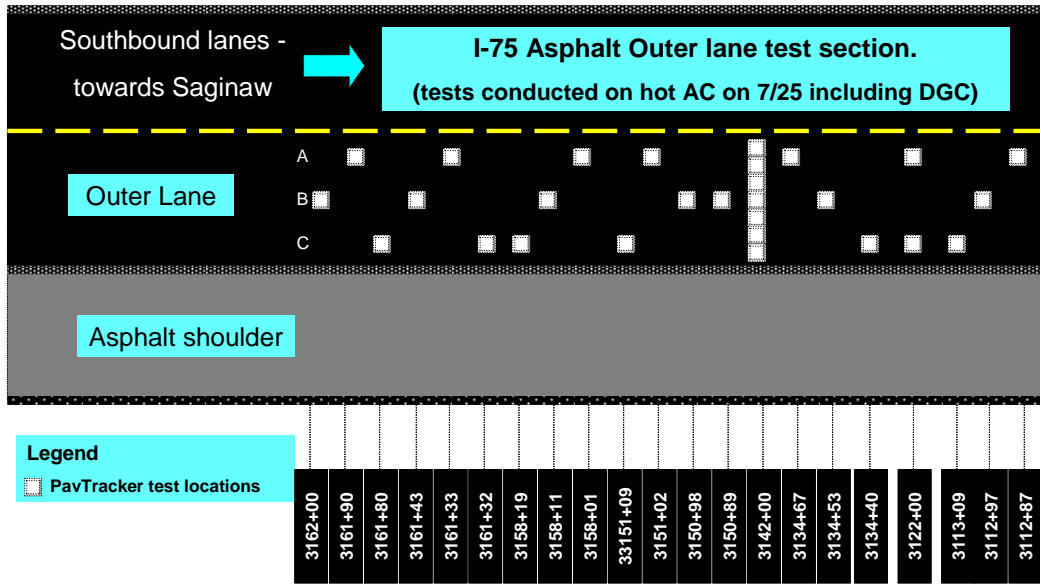 Southbound lanes -
towards Saginaw
I-75 Asphalt Outer lane test section.
(tests conducted on hot AC on 7/25 including DGC)
A
Outer Lane
B
C
Asphalt shoulder
Legend
PavTracker test locations
3162+00
3161+90
3161+80
3161+43
3161+33
3161+32
3158+19
3158+11
3158+01
33151+09
3151+02
3150+98
3150+89
3142+00
3134+67
3134+53
3134+40
3122+00
3113+09
3112+97
3112+87